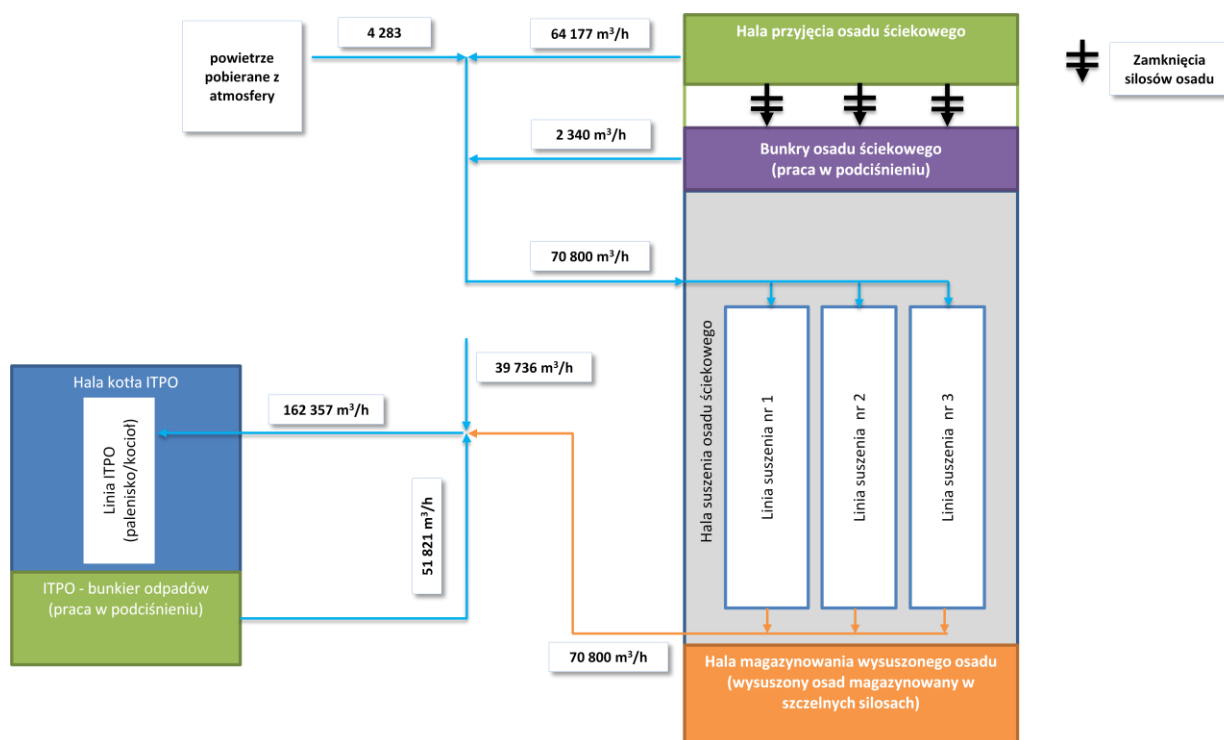 4 283
64 177 m³/h
Hala przyjęcia osadu ściekowego
powietrze
pobierane z
atmosfery
Zamknięcia
silosów osadu
2 340 m³/h
Bunkry osadu ściekowego
(praca w podciśnieniu)
70 800 m³/h
Hala suszenia osadu ściekowego
Linia suszenia nr 1
Linia suszenia nr 2
Linia suszenia nr 3
39 736 m³/h
Hala kotła ITPO
162 357 m³/h
Linia ITPO
(palenisko/kocioł)
51 821 m³/h
ITPO - bunkier odpadów
(praca w podciśnieniu)
70 800 m³/h
Hala magazynowania wysuszonego osadu
(wysuszony osad magazynowany w
szczelnych silosach)